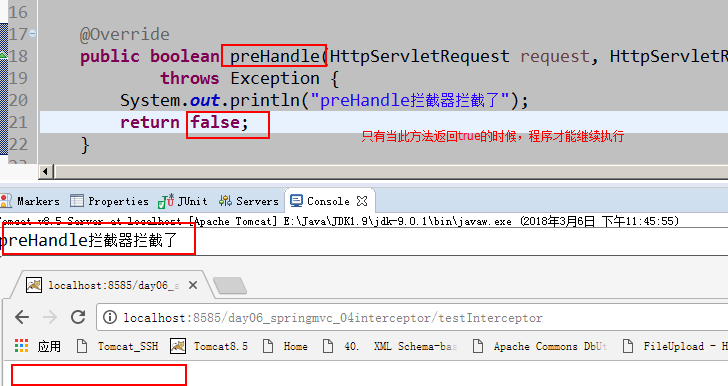 16
17
@Override
18
public boolean preHandle(HttpServletRequest request, HttpServletR
19
throws Exception {
20
System.out.println("preHandle拦截器拦截了");
21
return false;
只有当此方法返回true的时候，程序才能继续执行
22
}
Markers Properties JUnit Servers Console
Tomcat v8.5 Server at localhost [Apache Tomcat] E:\Java\JDK1.9\jdk-9.0.1\bin\javaw.exe (2018年3月6日 下午11:45:55)
preHandle拦截器拦截了
localhost:8585/day06_s
localhost:8585/day06_springmvc_04interceptor/testInterceptor
应用 Tomcat_SSH Tomcat8.5 Home 40. XML Schema-bas Apache Commons DbUt FileUpload - H